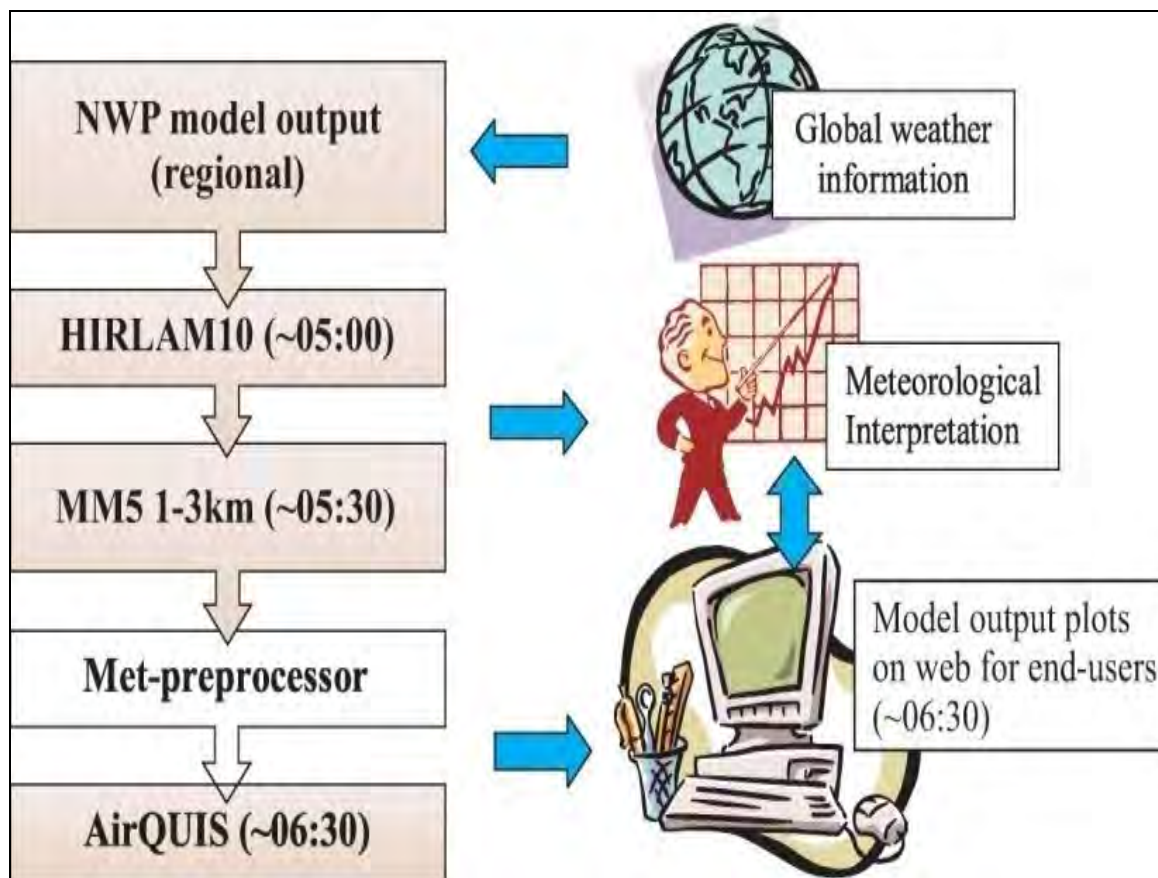 NWP model output
(regional)
HIRLAM10 (~05:00)
MM5 1-3km (~05:30)
Met-preprocessor
AirQUIS (~06:30)
Global weather
information
Meteorological
Interpretation
Model output plots
on web for end-users
(~06:30)